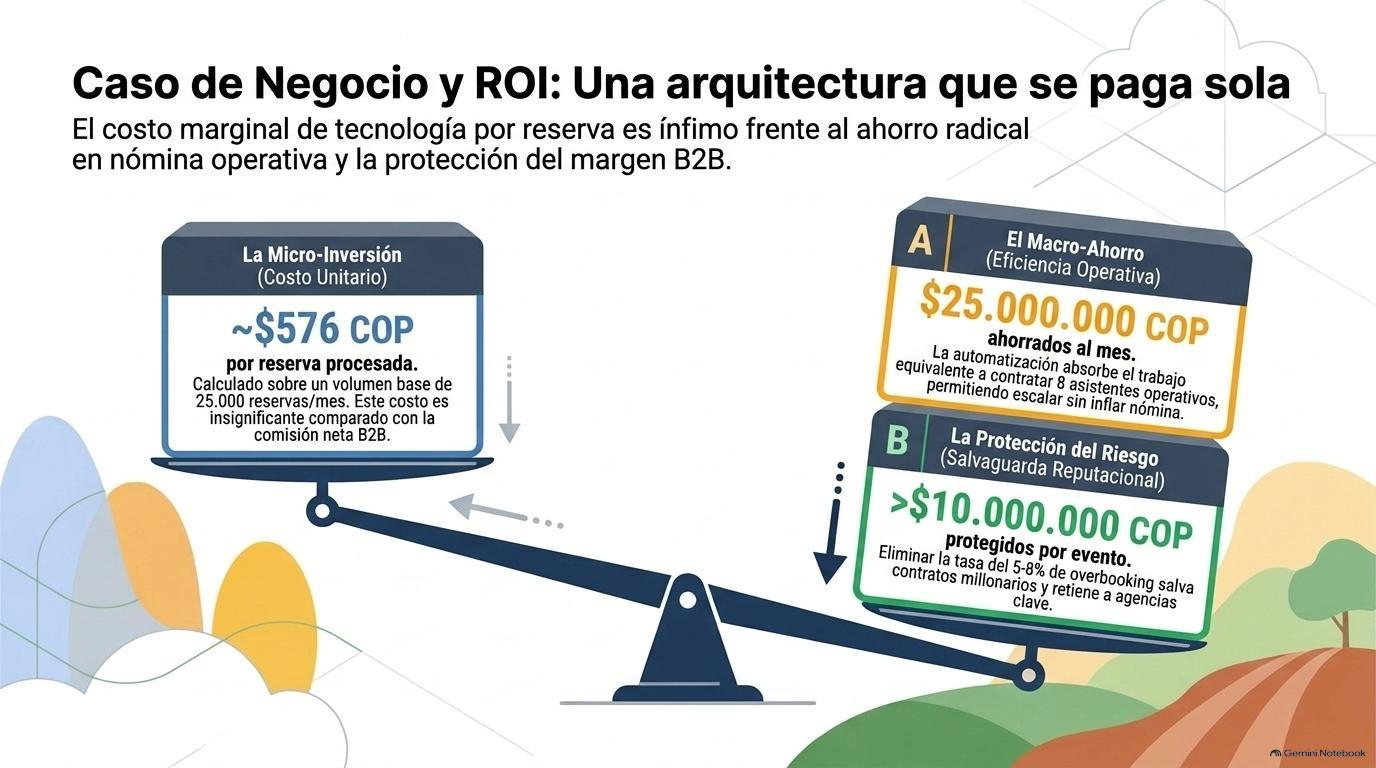 Caso de Negocio y ROI: Una arquitectura que se paga sola
El costo marginal de tecnología por reserva es ínfimo frente al ahorro radical
en nómina operativa y la protección del margen B2B.
La Micro-Inversión
(Costo Unitario)
~$576 COP
por reserva procesada.
Calculado sobre un volumen base de
25.000 reservas/mes. Este costo es
insignificante comparado con la
comisión neta B2B.
A
El Macro-Ahorro
(Eficiencia Operativa)
$25.000.000 COP
ahorrados al mes.
La automatización absorbe el trabajo
equivalente a contratar 8 asistentes operativos,
permitiendo escalar sin inflar nómina.
B
La Protección del Riesgo
(Salvaguarda Reputacional)
>$10.000.000 COP
protegidos por evento.
Eliminar la tasa del 5-8% de overbooking salva
contratos millonarios y retiene a agencias
clave.
Gemini Notebook